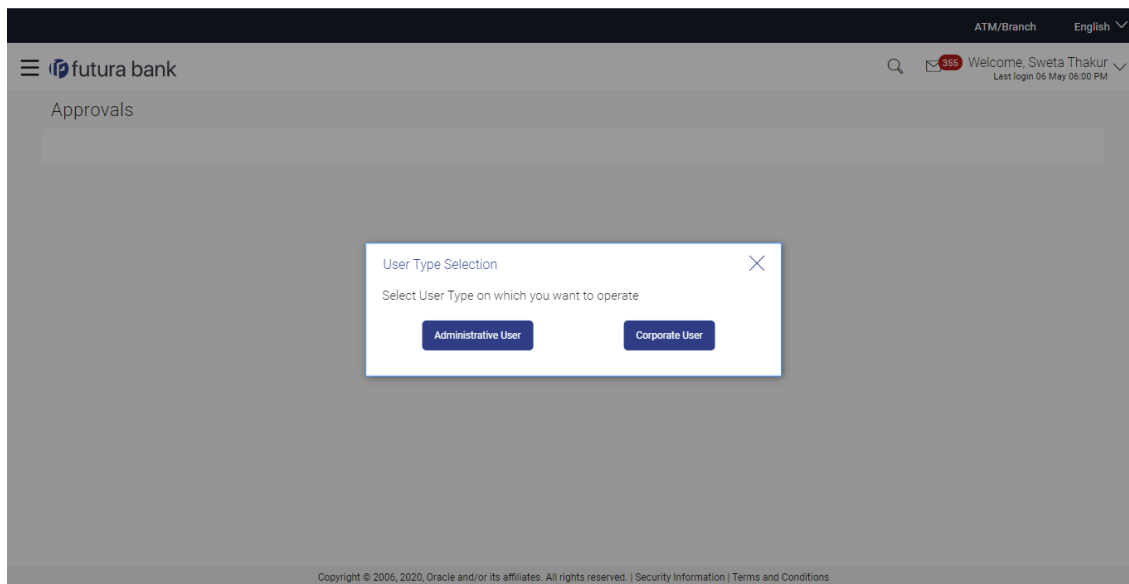 ATM/Branch English
futura bank
355 Welcome, Sweta Thakur
Last login 06 May 06:00 PM
Approvals
User Type Selection
Select User Type on which you want to operate
Administrative User Corporate User
Copyright © 2006, 2020, Oracle and/or its affiliates. All rights reserved. | Security Information | Terms and Conditions